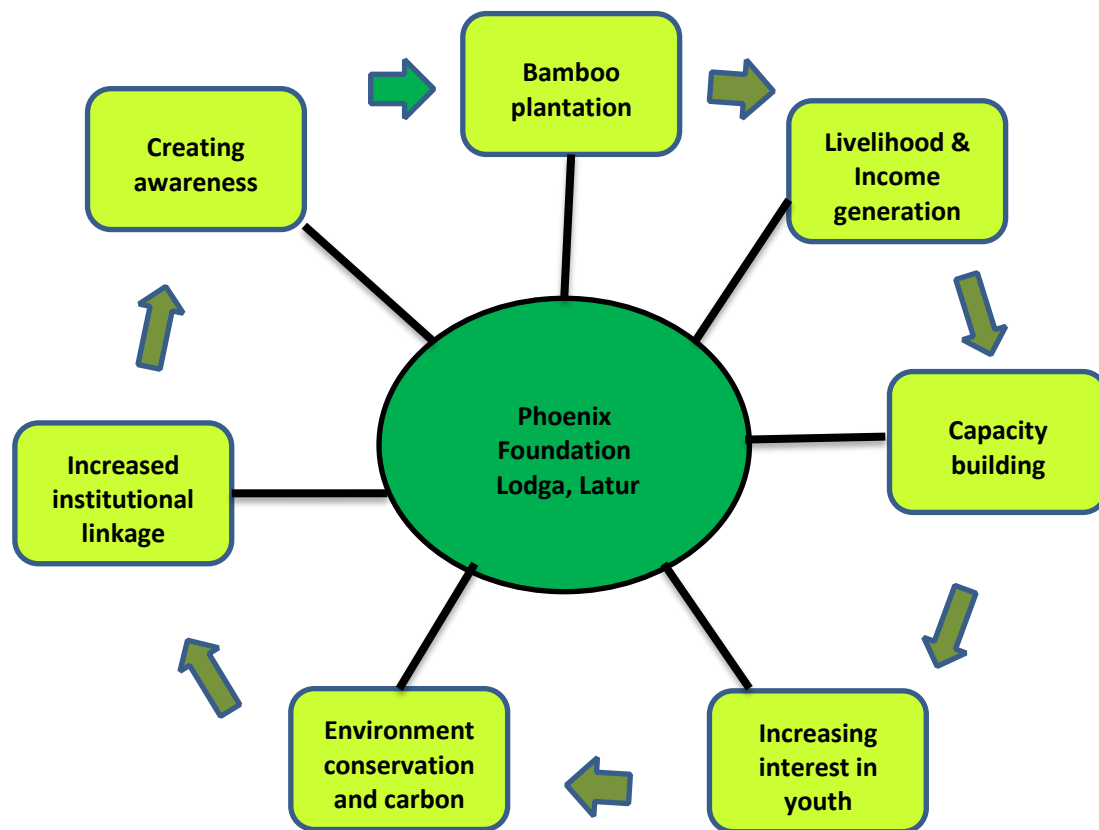 Bamboo
plantation
Livelihood &
Income
generation
Capacity
building
Increasing
interest in
youth
Environment
conservation
and carbon
Increased
institutional
linkage
Creating
awareness
Phoenix
Foundation
Lodga, Latur